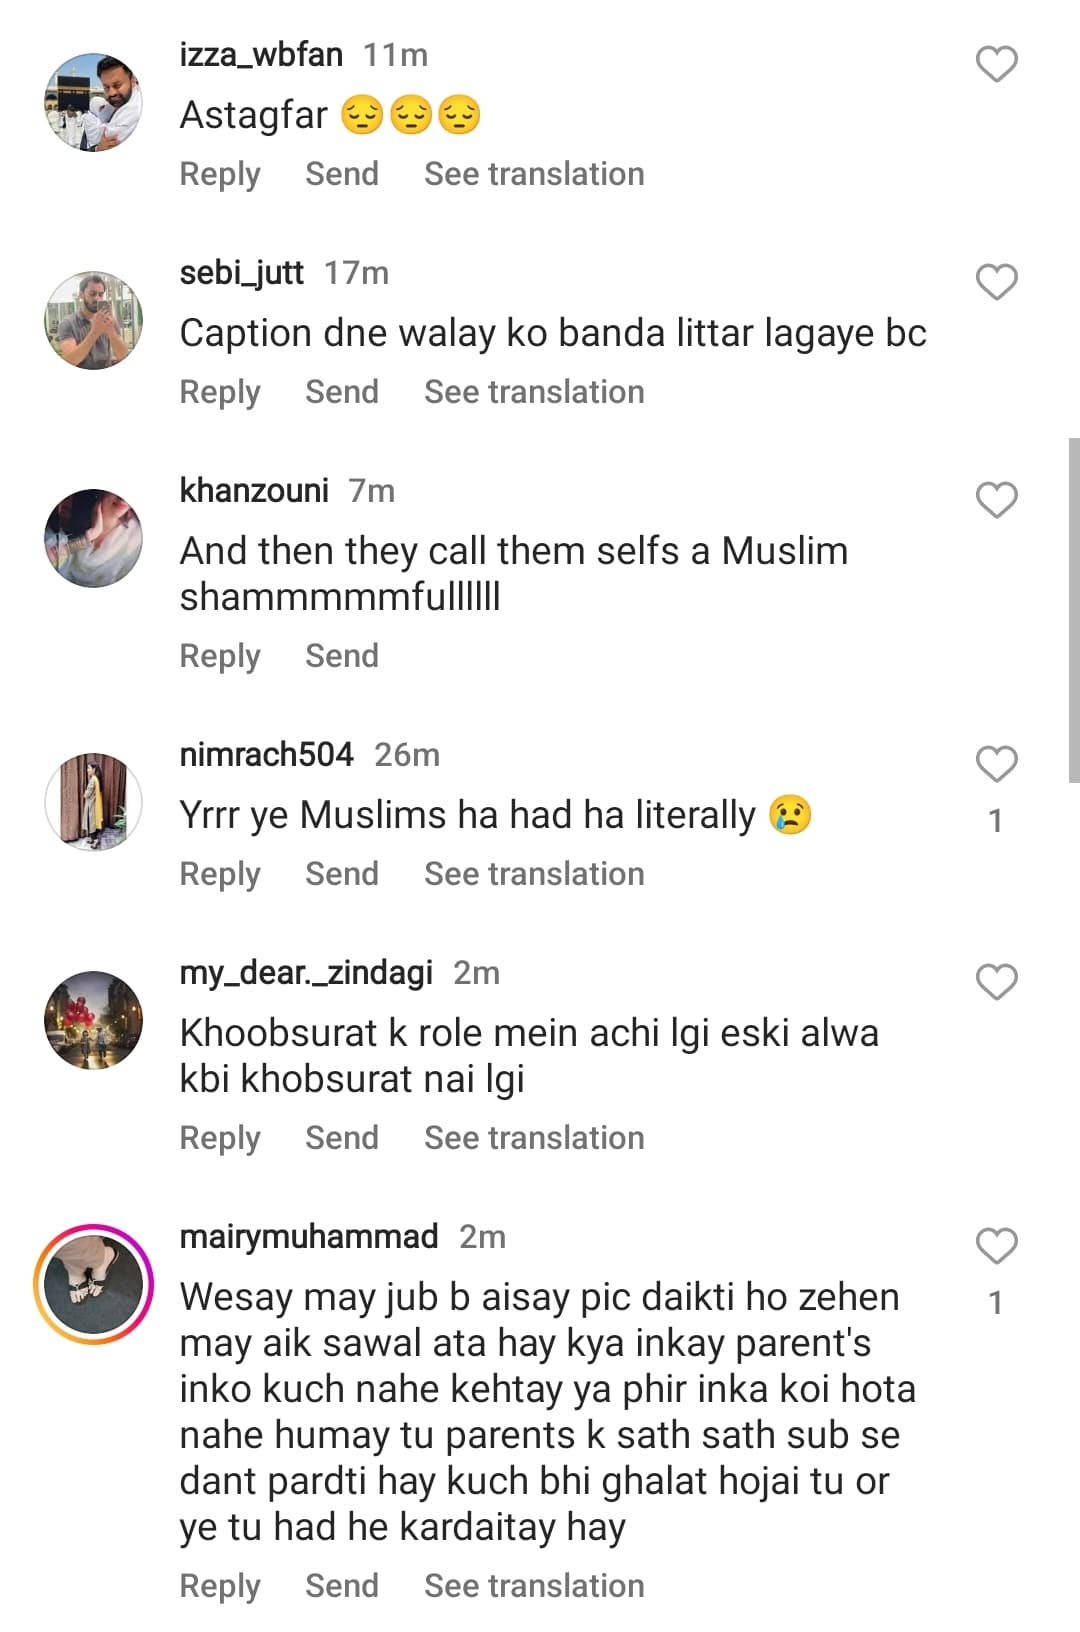 izza_wbfan 11m
Astagfar 😔😔😔
Reply Send See translation
sebi_jutt 17m
Caption dne walay ko banda littar lagaye bc
Reply Send See translation
khanzouni 7m
And then they call them selfs a Muslim
shammmmmfullllll
Reply Send
nimrach504 26m
Yrrr ye Muslims ha had ha literally 😢
1
Reply Send See translation
my_dear._zindagi 2m
Khoobsurat k role mein achi lgi eski alwa
kbi khobsurat nai lgi
Reply Send See translation
mairymuhammad 2m
Wesay may jub b aisay pic daikti ho zehen
1
may aik sawal ata hay kya inkay parent's
inko kuch nahe kehtay ya phir inka koi hota
nahe humay tu parents k sath sath sub se
dant pardti hay kuch bhi ghalat hojai tu or
ye tu had he kardaitay hay
Reply Send See translation